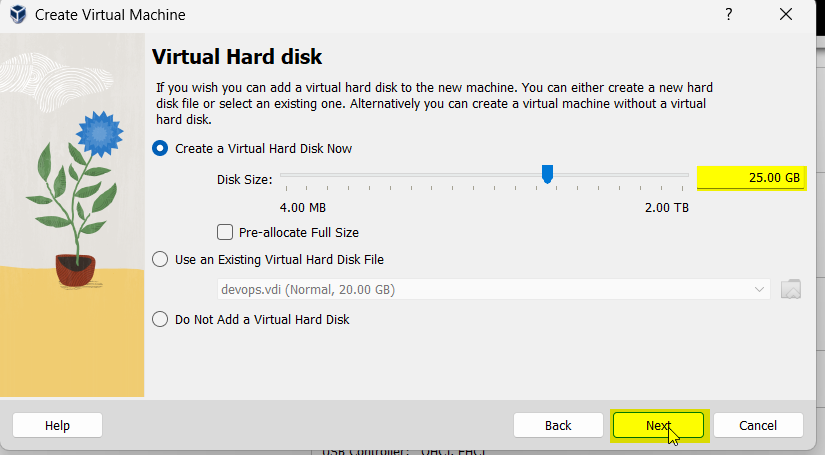 Create Virtual Machine
?
Virtual Hard disk
If you wish you can add a virtual hard disk to the new machine. You can either create a new hard
disk file or select an existing one. Alternatively you can create a virtual machine without a virtual
hard disk.
Create a Virtual Hard Disk Now
Disk Size:
25.00 GB
4.00 MB
2.00 TB
Pre-allocate Full Size
Use an Existing Virtual Hard Disk File
devops.vdi (Normal, 20.00 GB)
Do Not Add a Virtual Hard Disk
Help
Back
Next
Cancel
USB Controller: OHCI, EHCI